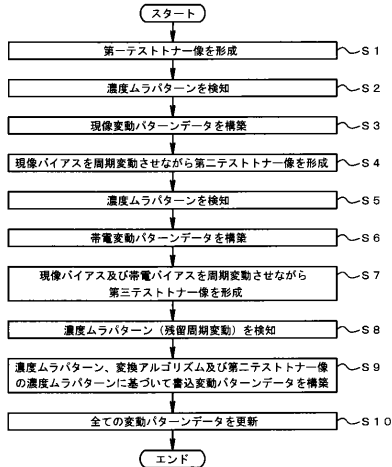 スタート
第一テストトナー像を形成
S1
濃度ムラパターンを検知
S2
現像変動パターンデータを構築
S3
現像バイアスを周期変動させながら第二テストトナー像を形成
S4
濃度ムラパターンを検知
S5
帯電変動パターンデータを構築
S6
現像バイアス及び帯電バイアスを周期変動させながら
第三テストトナー像を形成
S7
濃度ムラパターン（残留周期変動）を検知
S8
濃度ムラパターン、変換アルゴリズム及び第二テストトナー像
の濃度ムラパターンに基づいて書込変動パターンデータを構築
S9
全ての変動パターンデータを更新
S10
エンド